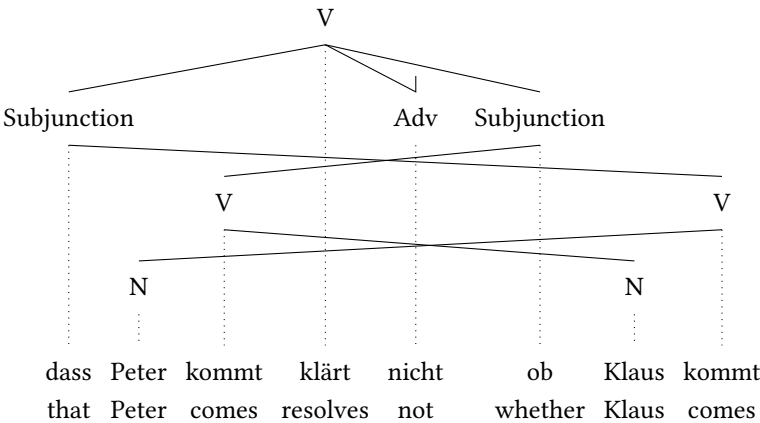 V
Subjunction Adv Subjunction
V V
N N
dass Peter kommt klärt nicht ob Klaus kommt
that Peter comes resolves not whether Klaus comes